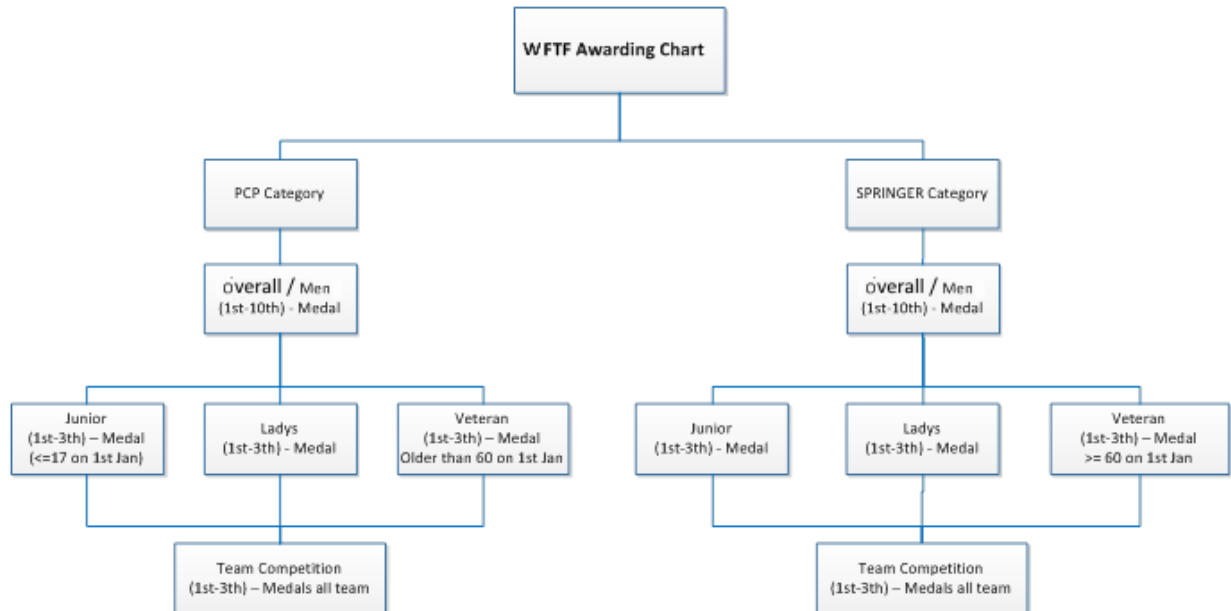 WFTF Awarding Chart
PCP Category
SPRINGER Category
overall / Men
(1st-10th) - Medal
overall / Men
(1st-10th) - Medal
Junior
(1st-3th) – Medal
(<=17 on 1st Jan)
Ladys
(1st-3th) - Medal
Veteran
(1st-3th) – Medal
Older than 60 on 1st Jan
Junior
(1st-3th) - Medal
Ladys
(1st-3th) - Medal
Veteran
(1st-3th) – Medal
>= 60 on 1st Jan
Team Competition
(1st-3th) – Medals all team
Team Competition
(1st-3th) – Medals all team